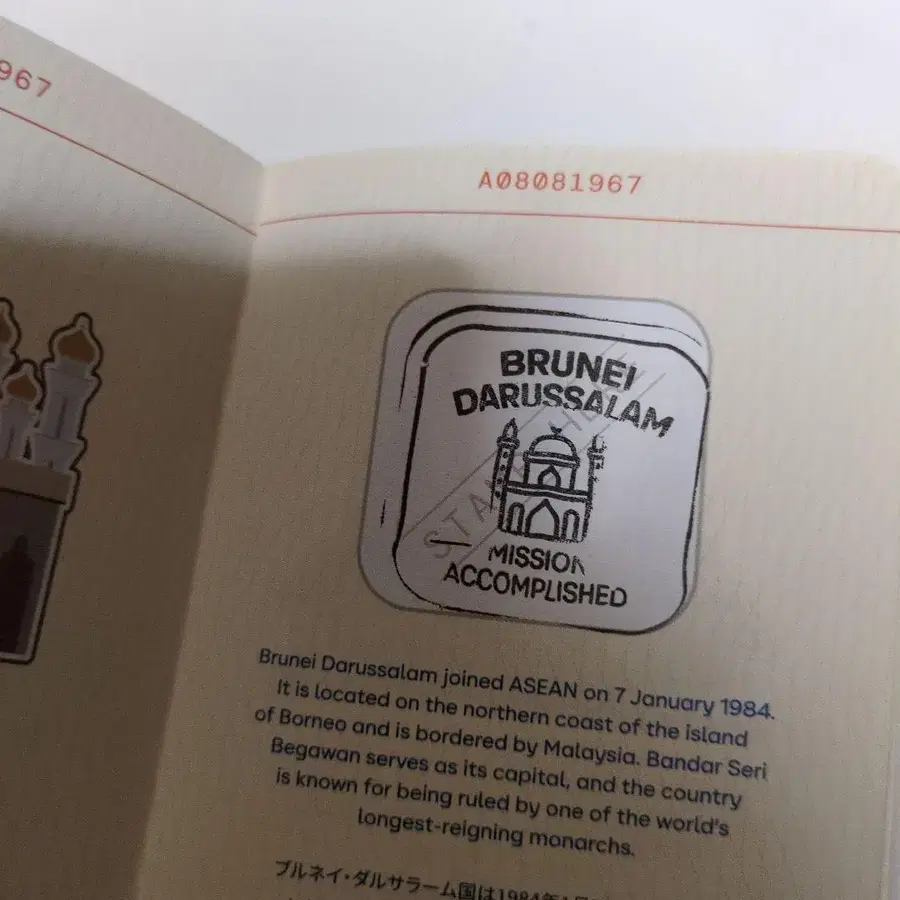 967
A08081967
BRUNEI
DARUSSALAM
MISSION
ACCOMPLISHED
Brunei Darussalam joined ASEAN on 7 January 1984.
It is located on the northern coast of the island
of Borneo and is bordered by Malaysia. Bandar Seri
Begawan serves as its capital, and the country
is known for being ruled by one of the world's
longest-reigning monarchs.
ブルネイ・ダルサラーム国は1984年1月